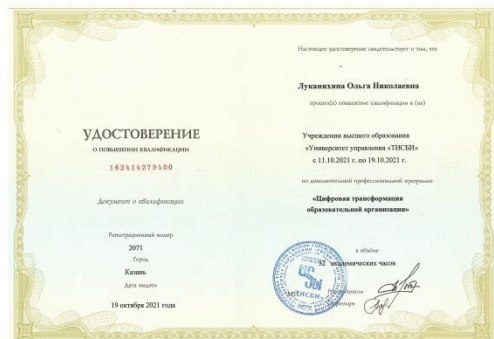 УДОСТОВЕРЕНИЕ
О ПОВЫШЕНИИ КВАЛИФИКАЦИИ
162414279400
Документ о квалификации
Регистрационный номер
2071
Город
Казань
Дата выдачи
19 октября 2021 года
Настоящее удостоверение свидетельствует о том, что
Луканихина Ольга Николаевна
прошел(а) повышение квалификации в (на)
Учреждении высшего образования
«Университет управления «ТИСБИ»
с 11.10.2021 г. по 19.10.2021 г.
по дополнительной профессиональной программе
«Цифровая трансформация
образовательной организации»
в объёме
академических часов
«ТИСБИ»